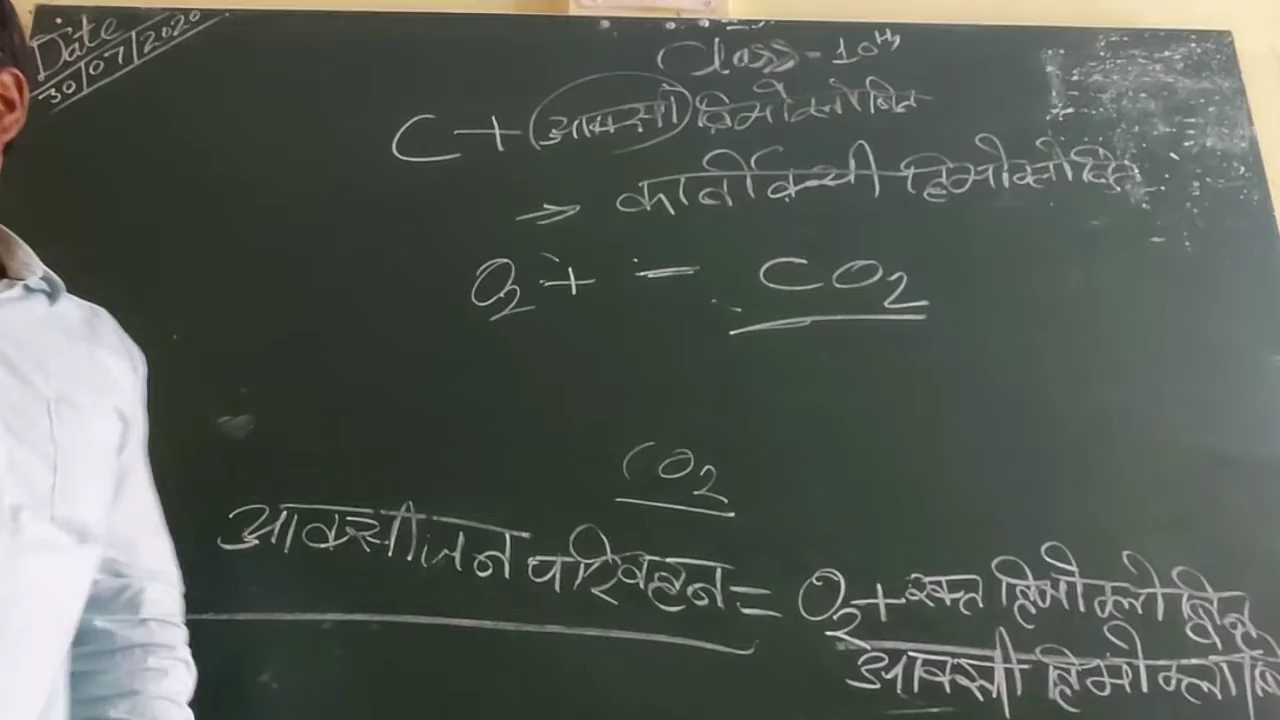 Date
30/07/2020
Class - 10th
C + आक्सी हिमोग्लोबिन
→ कार्बोक्सी हिमोग्लोबिन
O2 + - CO2
CO2
आक्सीजन परिवहन = O2 + रक्त हिमोग्लोबिन
आक्सी हिमोग्लोबि